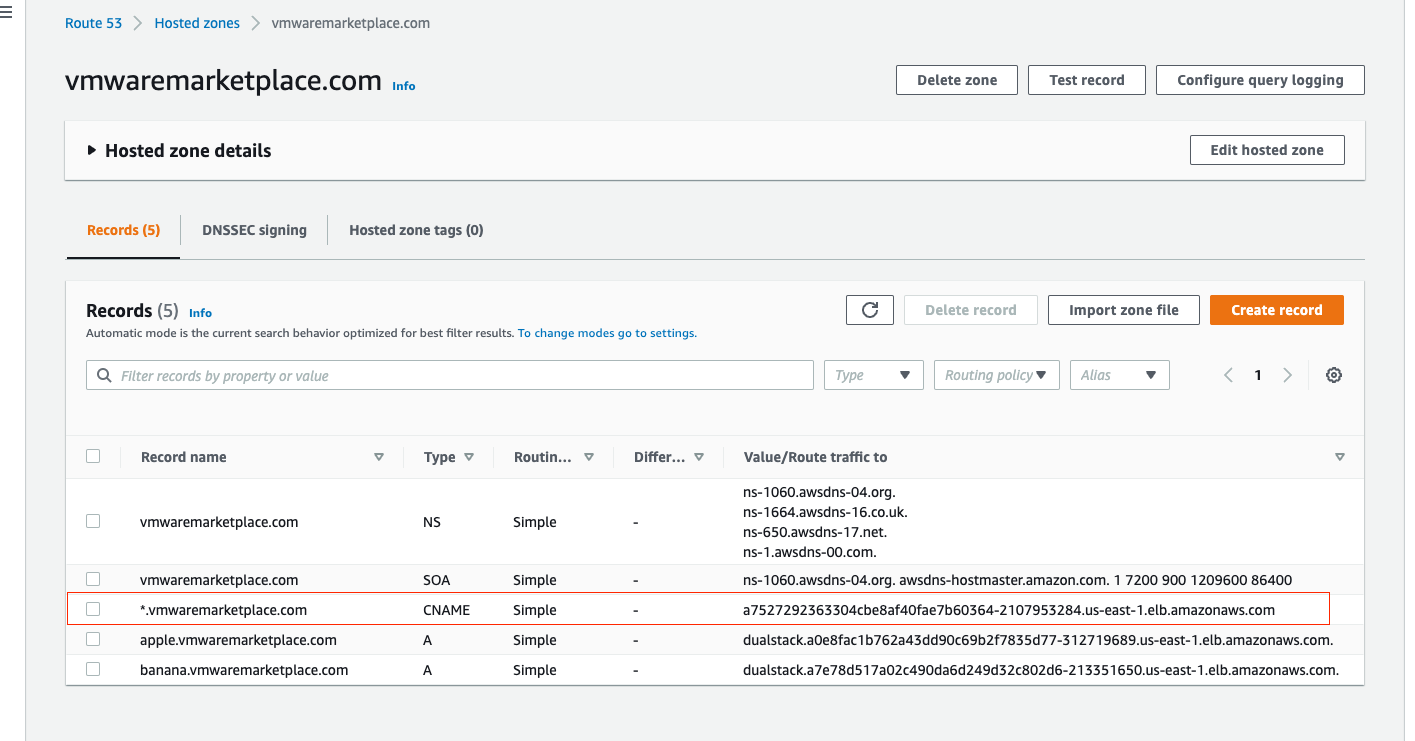 Route 53 > Hosted zones > vmwaremarketplace.com
vmwaremarketplace.com Info
Delete zone Test record Configure query logging
Hosted zone details Edit hosted zone
Records (5) DNSSEC signing Hosted zone tags (0)
Records (5) Info
Delete record Import zone file Create record
Automatic mode is the current search behavior optimized for best filter results. To change modes go to settings.
Filter records by property or value Type Routing policy Alias 1
Record name Type Routin... Differ... Value/Route traffic to
vmwaremarketplace.com NS Simple - ns-1060.awsdns-04.org.
ns-1664.awsdns-16.co.uk.
ns-650.awsdns-17.net.
ns-1.awsdns-00.com.
vmwaremarketplace.com SOA Simple - ns-1060.awsdns-04.org. awsdns-hostmaster.amazon.com. 1 7200 900 1209600 86400
*.vmwaremarketplace.com CNAME Simple - a7527292363304cbe8af40fae7b60364-2107953284.us-east-1.elb.amazonaws.com
apple.vmwaremarketplace.com A Simple - dualstack.a0e8fac1b762a43dd90c69b2f7835d77-312719689.us-east-1.elb.amazonaws.com.
banana.vmwaremarketplace.com A Simple - dualstack.a7e78d517a02c490da6d249d32c802d6-213351650.us-east-1.elb.amazonaws.com.